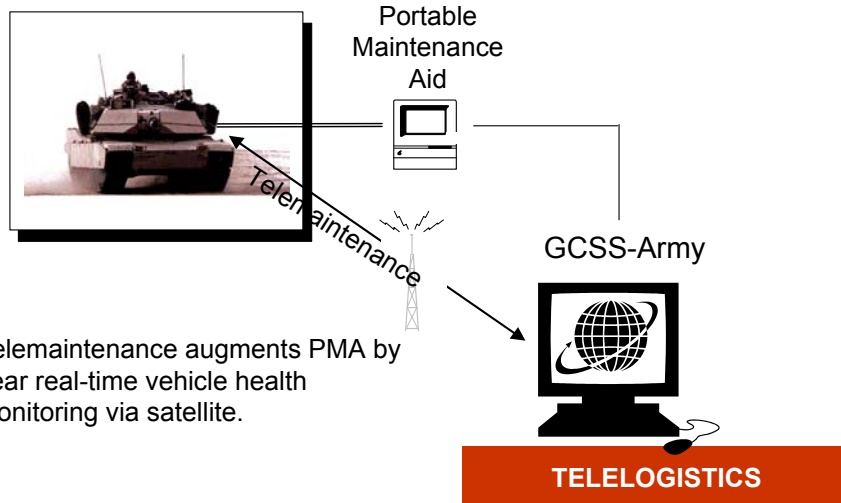 Portable
Maintenance
Aid
Telemaintenance
GCSS-Army
elemaintenance augments PMA by
ear real-time vehicle health
onitoring via satellite.
TELELOGISTICS